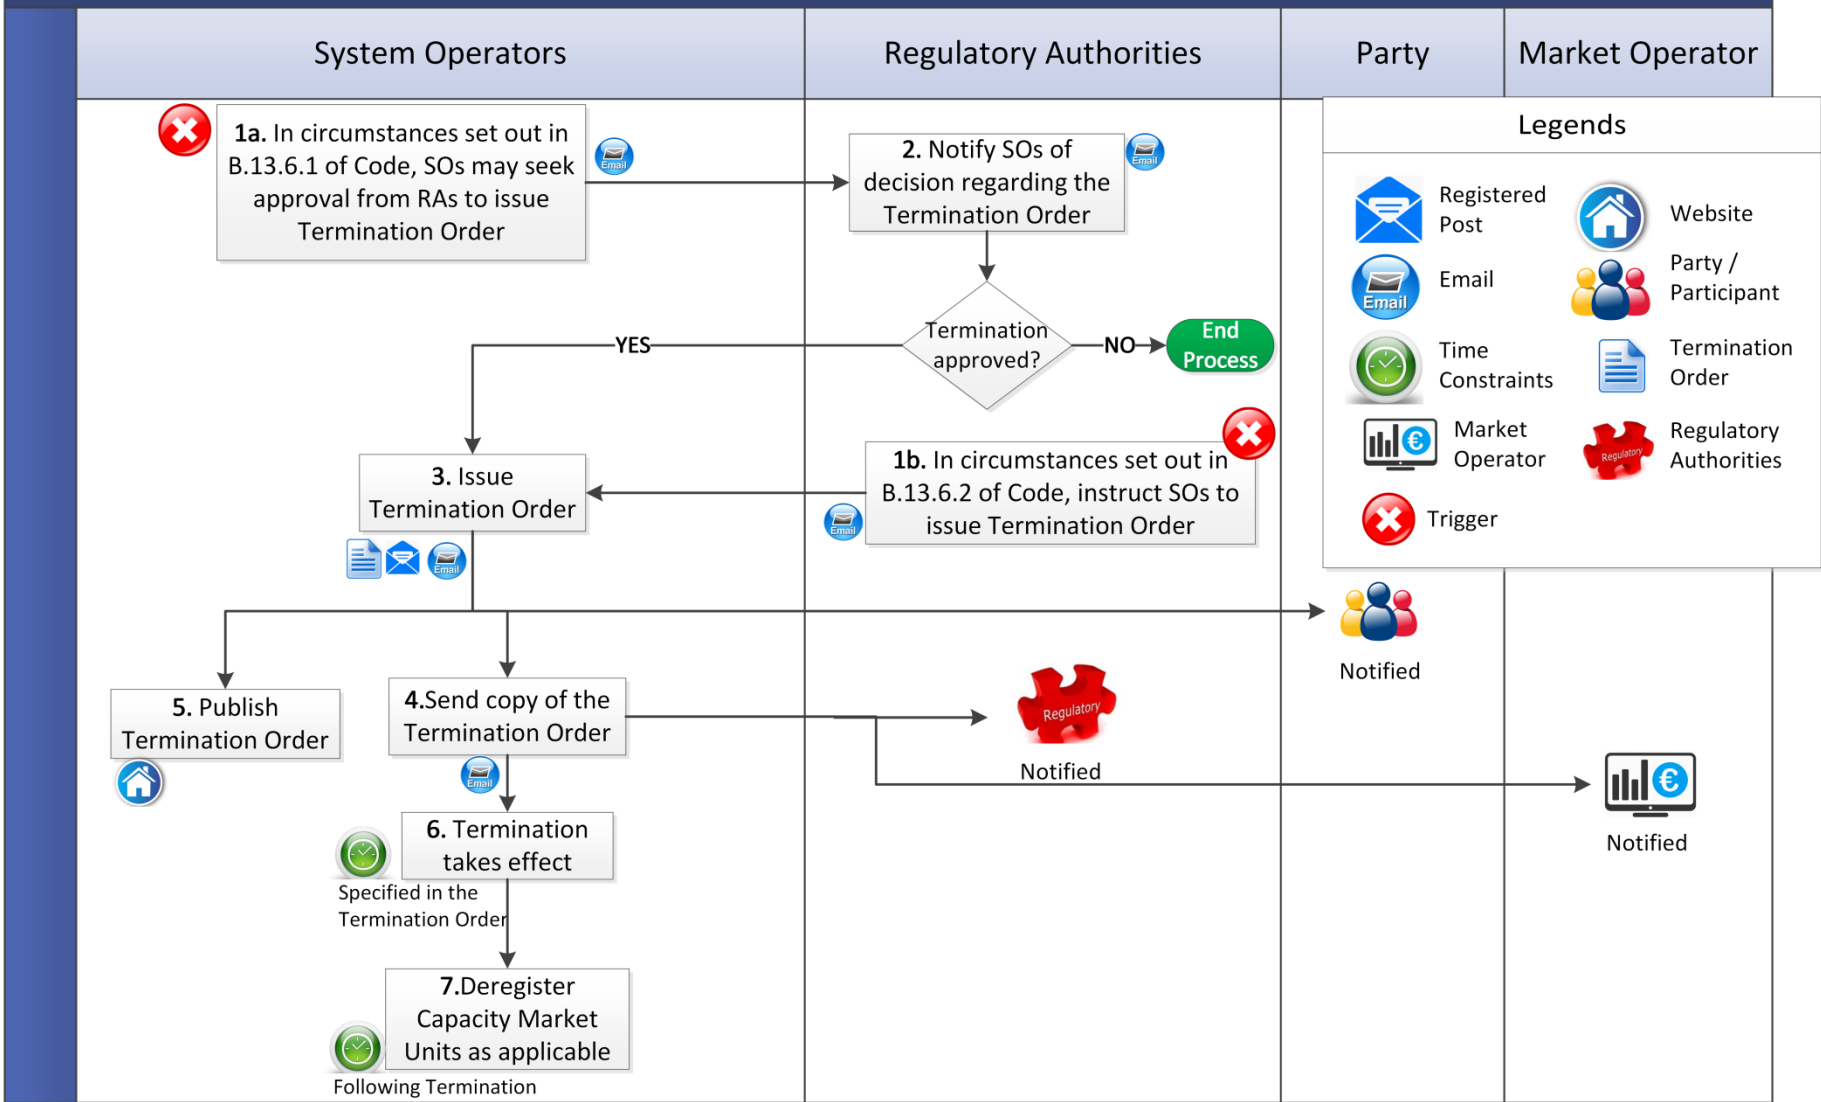 System Operators
Regulatory Authorities
Party
Market Operator
1a. In circumstances set out in
B.13.6.1 of Code, SOs may seek
approval from RAs to issue
Termination Order
Email
2. Notify SOs of
decision regarding the
Termination Order
Email
Legends
Registered
Post
Website
Email
Email
Party /
Participant
Time
Constraints
Termination
Order
Market
Operator
Regulatory
Regulatory
Authorities
Trigger
Termination
approved?
YES
NO
End
Process
1b. In circumstances set out in
B.13.6.2 of Code, instruct SOs to
issue Termination Order
Email
3. Issue
Termination Order
Email
Notified
5. Publish
Termination Order
4.Send copy of the
Termination Order
Email
Regulatory
Notified
Notified
6. Termination
takes effect
Specified in the
Termination Order
7.Deregister
Capacity Market
Units as applicable
Following Termination